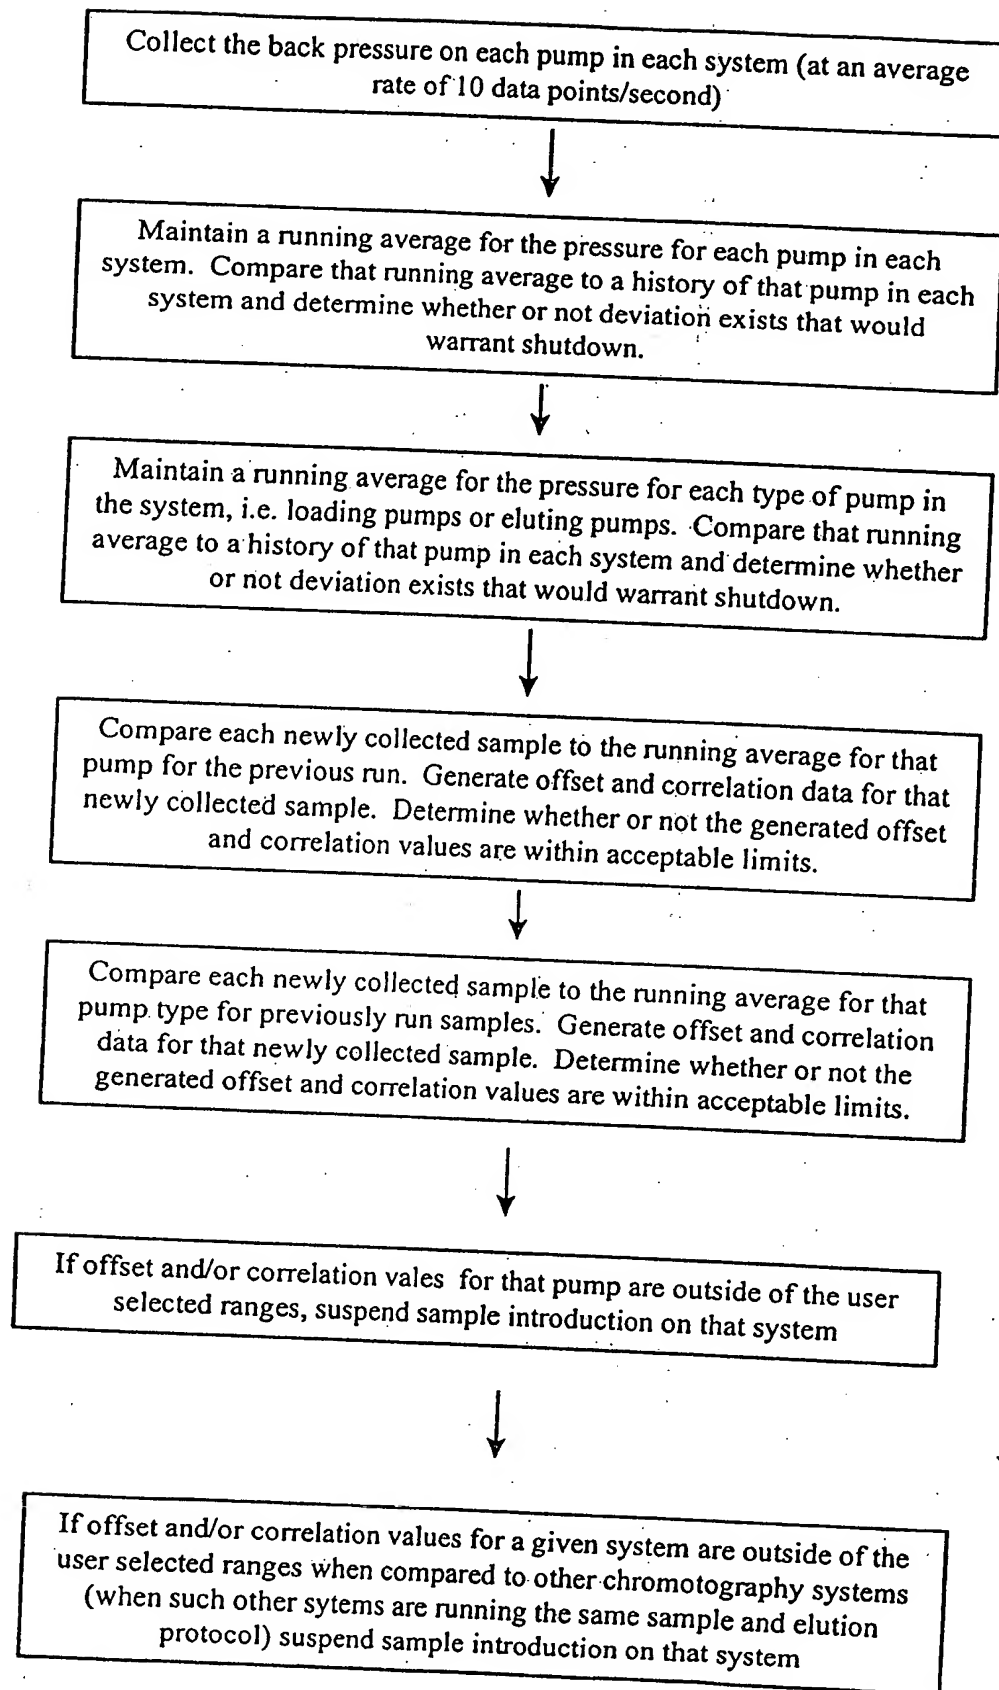 Collect the back pressure on each pump in each system (at an average
rate of 10 data points/second)
Maintain a running average for the pressure for each pump in each
system. Compare that running average to a history of that pump in each
system and determine whether or not deviation exists that would
warrant shutdown.
Maintain a running average for the pressure for each type of pump in
the system, i.e. loading pumps or eluting pumps. Compare that running
average to a history of that pump in each system and determine whether
or not deviation exists that would warrant shutdown.
Compare each newly collected sample to the running average for that
pump for the previous run. Generate offset and correlation data for that
newly collected sample. Determine whether or not the generated offset
and correlation values are within acceptable limits.
Compare each newly collected sample to the running average for that
pump type for previously run samples. Generate offset and correlation
data for that newly collected sample. Determine whether or not the
generated offset and correlation values are within acceptable limits.
If offset and/or correlation vales for that pump are outside of the user
selected ranges, suspend sample introduction on that system
If offset and/or correlation values for a given system are outside of the
user selected ranges when compared to other chromotography systems
(when such other sytems are running the same sample and elution
protocol) suspend sample introduction on that system